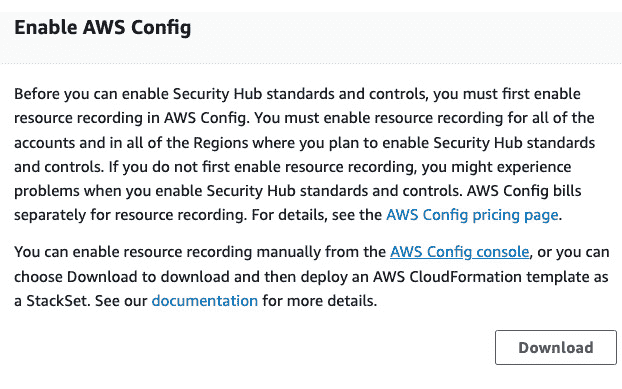 Enable AWS Config
Before you can enable Security Hub standards and controls, you must first enable
resource recording in AWS Config. You must enable resource recording for all of the
accounts and in all of the Regions where you plan to enable Security Hub standards
and controls. If you do not first enable resource recording, you might experience
problems when you enable Security Hub standards and controls. AWS Config bills
separately for resource recording. For details, see the AWS Config pricing page.
You can enable resource recording manually from the AWS Config console, or you can
choose Download to download and then deploy an AWS CloudFormation template as
a StackSet. See our documentation for more details.
Download